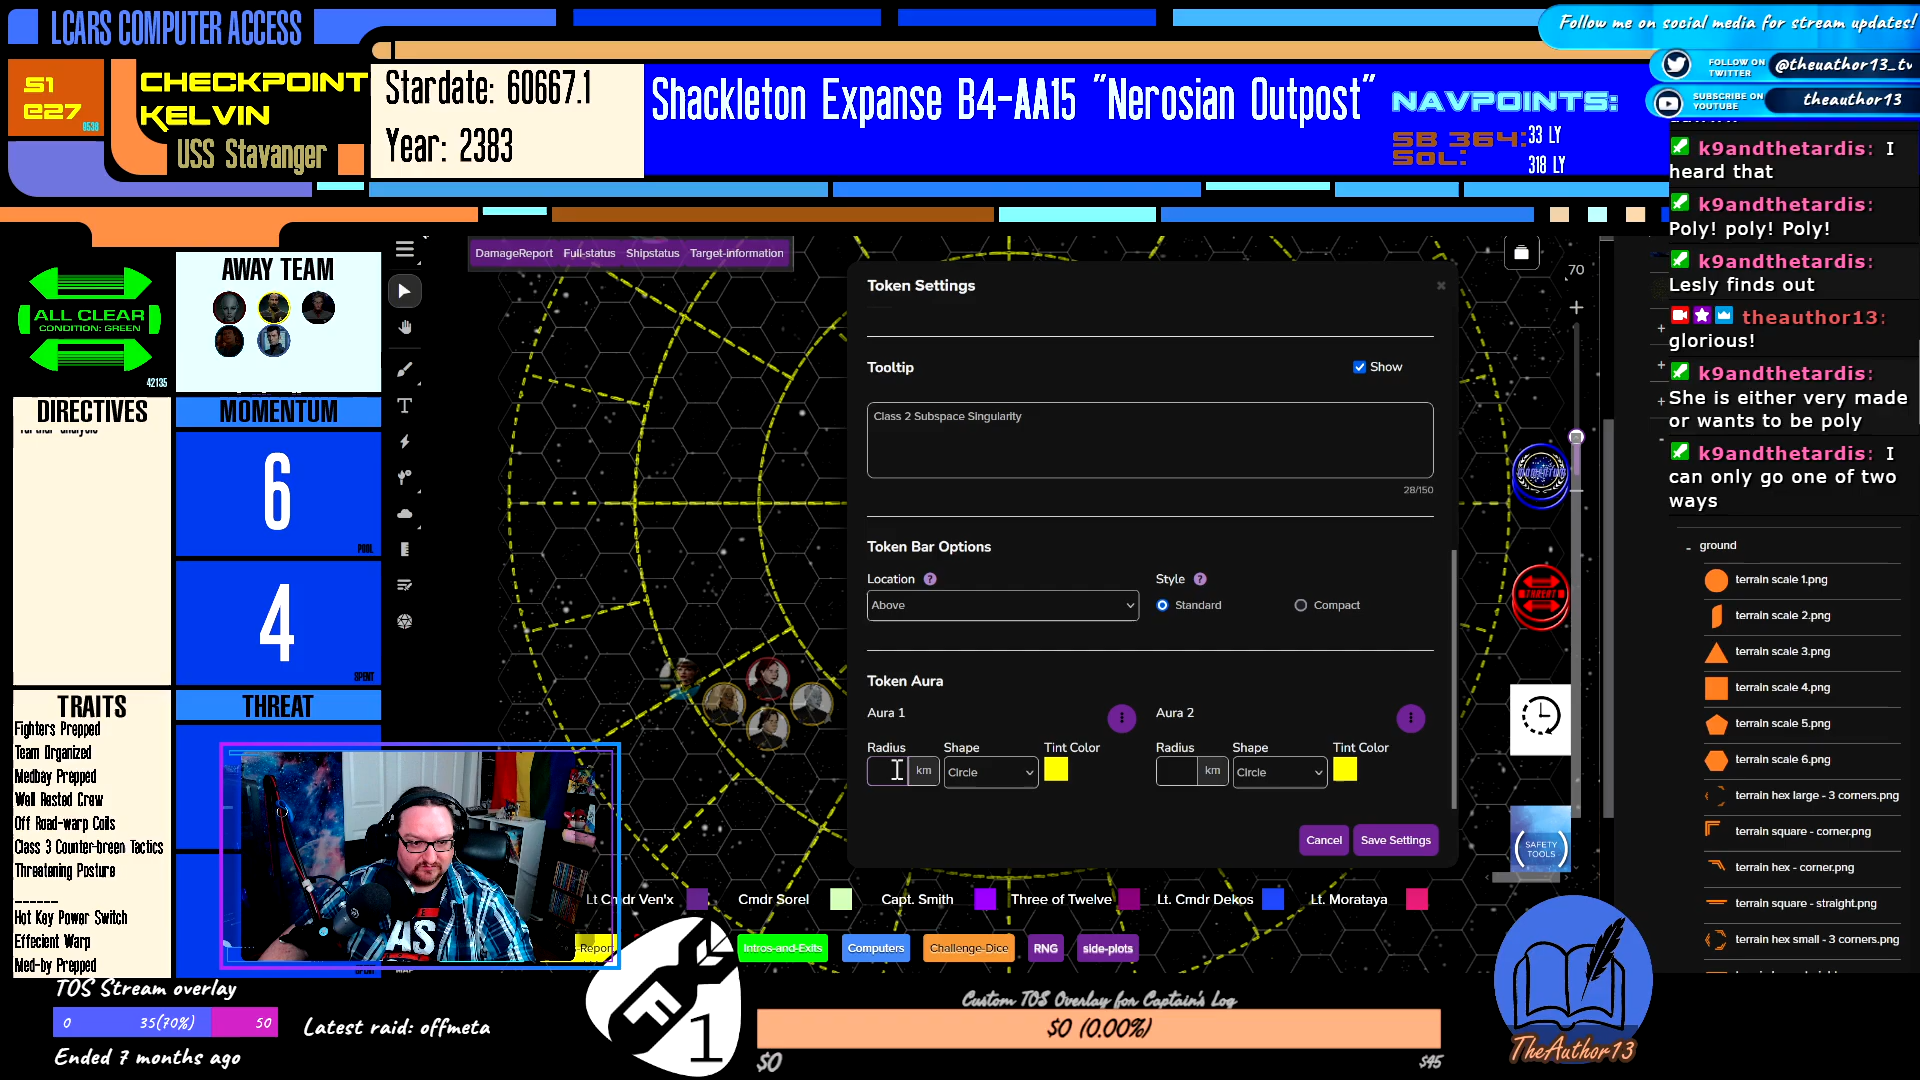 LCARS COMPUTER ACCESS
Follow me on social media for stream updates!
S1
E27
0538
CHECKPOINT
KELVIN
USS Stavanger
Stardate: 60667.1
Year: 2383
Shackleton Expanse B4-AA15 "Nerosian Outpost"
NAVPOINTS:
SB 364: 33 LY
SOL: 318 LY
FOLLOW ON TWITTER @theuathor13_tv
SUBSCRIBE ON YOUTUBE theauthor13
k9andthetardis: I
heard that
k9andthetardis:
Poly! poly! Poly!
k9andthetardis:
Lesly finds out
theauthor13:
glorious!
k9andthetardis:
She is either very made
or wants to be poly
k9andthetardis: I
can only go one of two
ways
ALL CLEAR
CONDITION: GREEN
42135
AWAY TEAM
DIRECTIVES
MOMENTUM
6
POOL
4
SPENT
TRAITS
Fighters Prepped
Team Organized
Medbay Prepped
Well Rested Crew
Off Road-warp Coils
Class 3 Counter-breen Tactics
Threatening Posture
______
Hot Key Power Switch
Effecient Warp
Med-by Prepped
THREAT
DamageReport Full-status Shipstatus Target-information
70
Token Settings
Tooltip
Show
Class 2 Subspace Singularity
28/150
Token Bar Options
Location
Style
Above
Standard
Compact
Token Aura
Aura 1
Aura 2
Radius Shape Tint Color
km Circle
Radius Shape Tint Color
km Circle
Cancel Save Settings
THREAT
SAFETY
TOOLS
ground
terrain scale 1.png
terrain scale 2.png
terrain scale 3.png
terrain scale 4.png
terrain scale 5.png
terrain scale 6.png
terrain hex large - 3 corners.png
terrain square - corner.png
terrain hex - corner.png
terrain square - straight.png
terrain hex small - 3 corners.png
Lt Cmdr Ven'x Cmdr Sorel Capt. Smith Three of Twelve Lt. Cmdr Dekos Lt. Morataya
Report
Intros-and-Exits Computers Challenge-Dice RNG side-plots
AS
F
1
TOS Stream overlay
0 35(70%) 50
Ended 7 months ago
Latest raid: offmeta
Custom TOS Overlay for Captain's Log
$0 (0.00%)
$0
$45
TheAuthor13